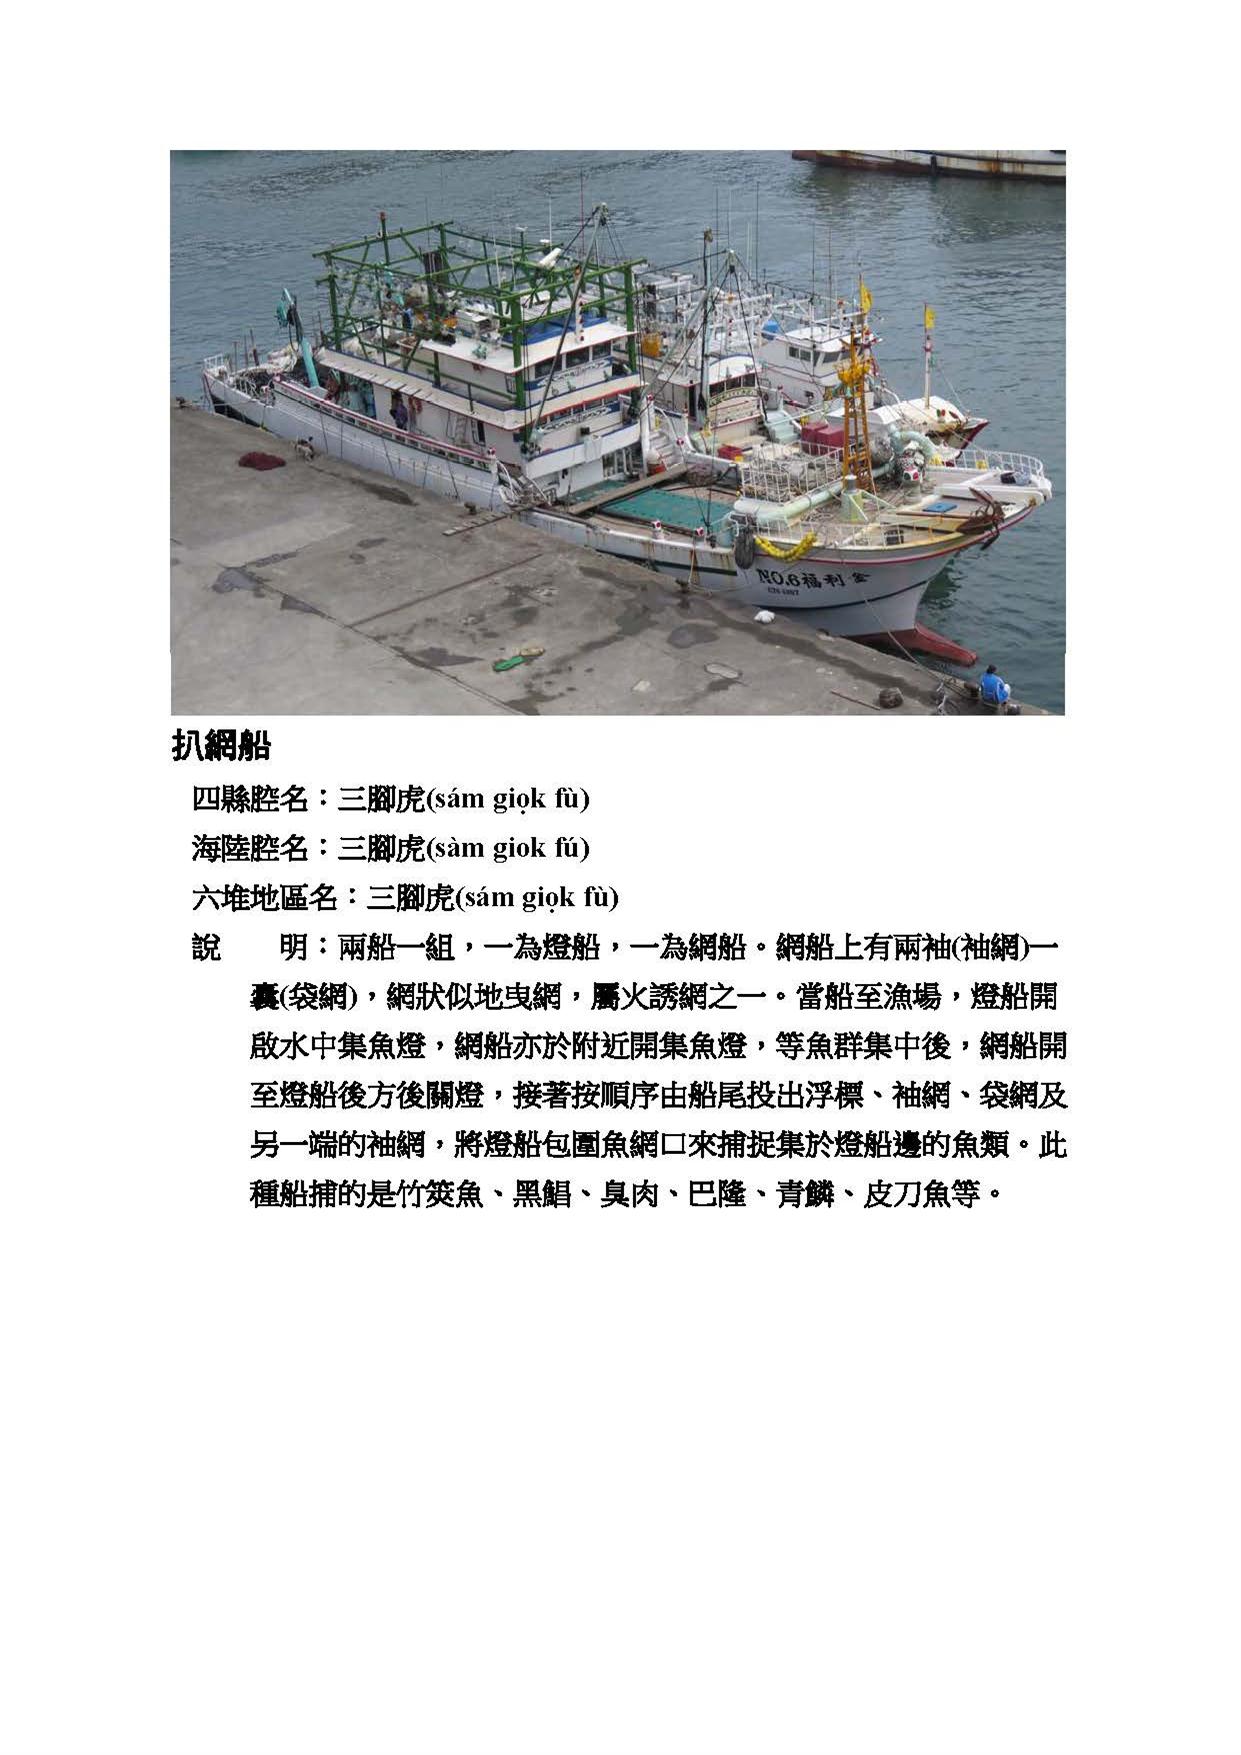 NO.6福利金
扒網船
四縣腔名：三腳虎(sám giọk fù)
海陸腔名：三腳虎(sàm giok fú)
六堆地區名：三腳虎(sám giọk fù)
說　　明：兩船一組，一為燈船，一為網船。網船上有兩袖(袖網)一
囊(袋網)，網狀似地曳網，屬火誘網之一。當船至漁場，燈船開
啟水中集魚燈，網船亦於附近開集魚燈，等魚群集中後，網船開
至燈船後方後關燈，接著按順序由船尾投出浮標、袖網、袋網及
另一端的袖網，將燈船包圍魚網口來捕捉集於燈船邊的魚類。此
種船捕的是竹筴魚、黑鯧、臭肉、巴隆、青鱗、皮刀魚等。